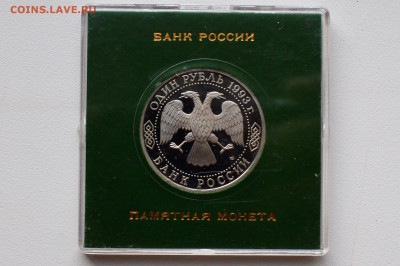 COINS.LAVE.RU
БАНК РОССИИ
ОДИН РУБЛЬ 1993 г.
БАНК РОССИИ
ПАМЯТНАЯ МОНЕТА